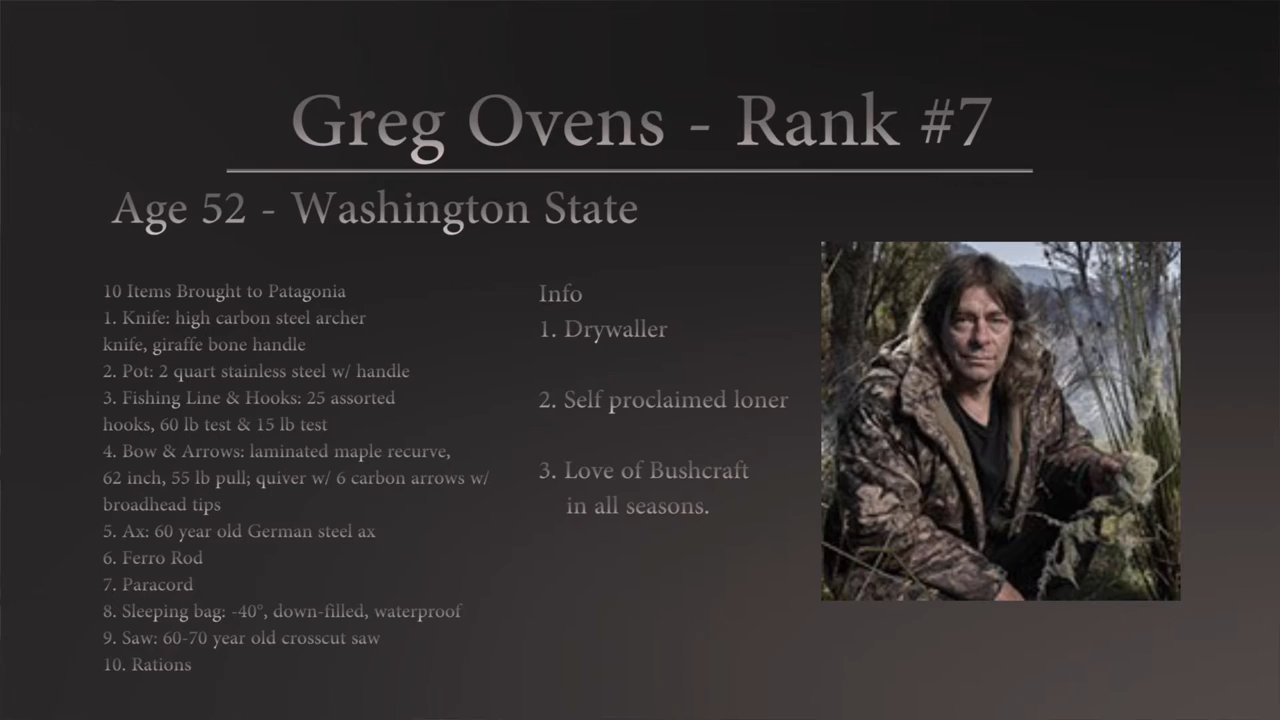 Greg Ovens - Rank #7
Age 52 - Washington State
10 Items Brought to Patagonia
1. Knife: high carbon steel archer
knife, giraffe bone handle
2. Pot: 2 quart stainless steel w/ handle
3. Fishing Line & Hooks: 25 assorted
hooks, 60 lb test & 15 lb test
4. Bow & Arrows: laminated maple recurve,
62 inch, 55 lb pull; quiver w/ 6 carbon arrows w/
broadhead tips
5. Ax: 60 year old German steel ax
6. Ferro Rod
7. Paracord
8. Sleeping bag: -40°, down-filled, waterproof
9. Saw: 60-70 year old crosscut saw
10. Rations
Info
1. Drywaller
2. Self proclaimed loner
3. Love of Bushcraft
in all seasons.